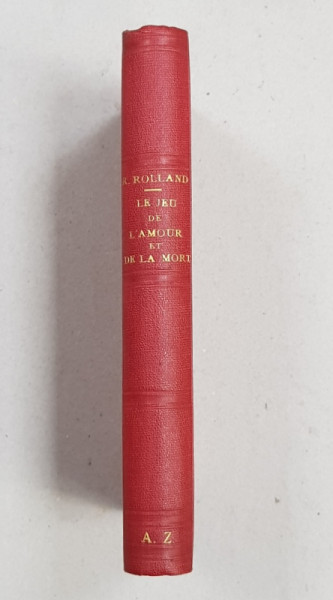 R. ROLLAND
LE JEU
DE
L'AMOUR
ET
DE LA MORT
A. Z